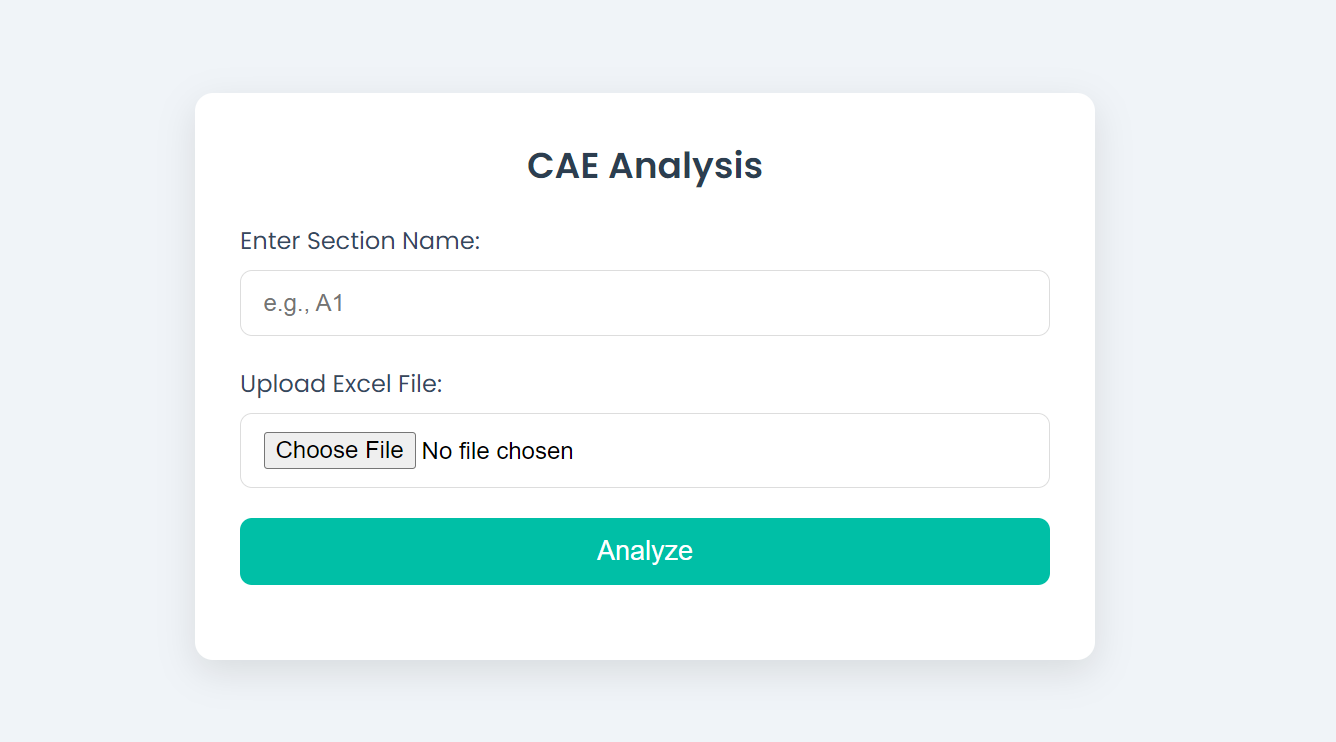 CAE Analysis
Enter Section Name:
e.g., A1
Upload Excel File:
Choose File No file chosen
Analyze